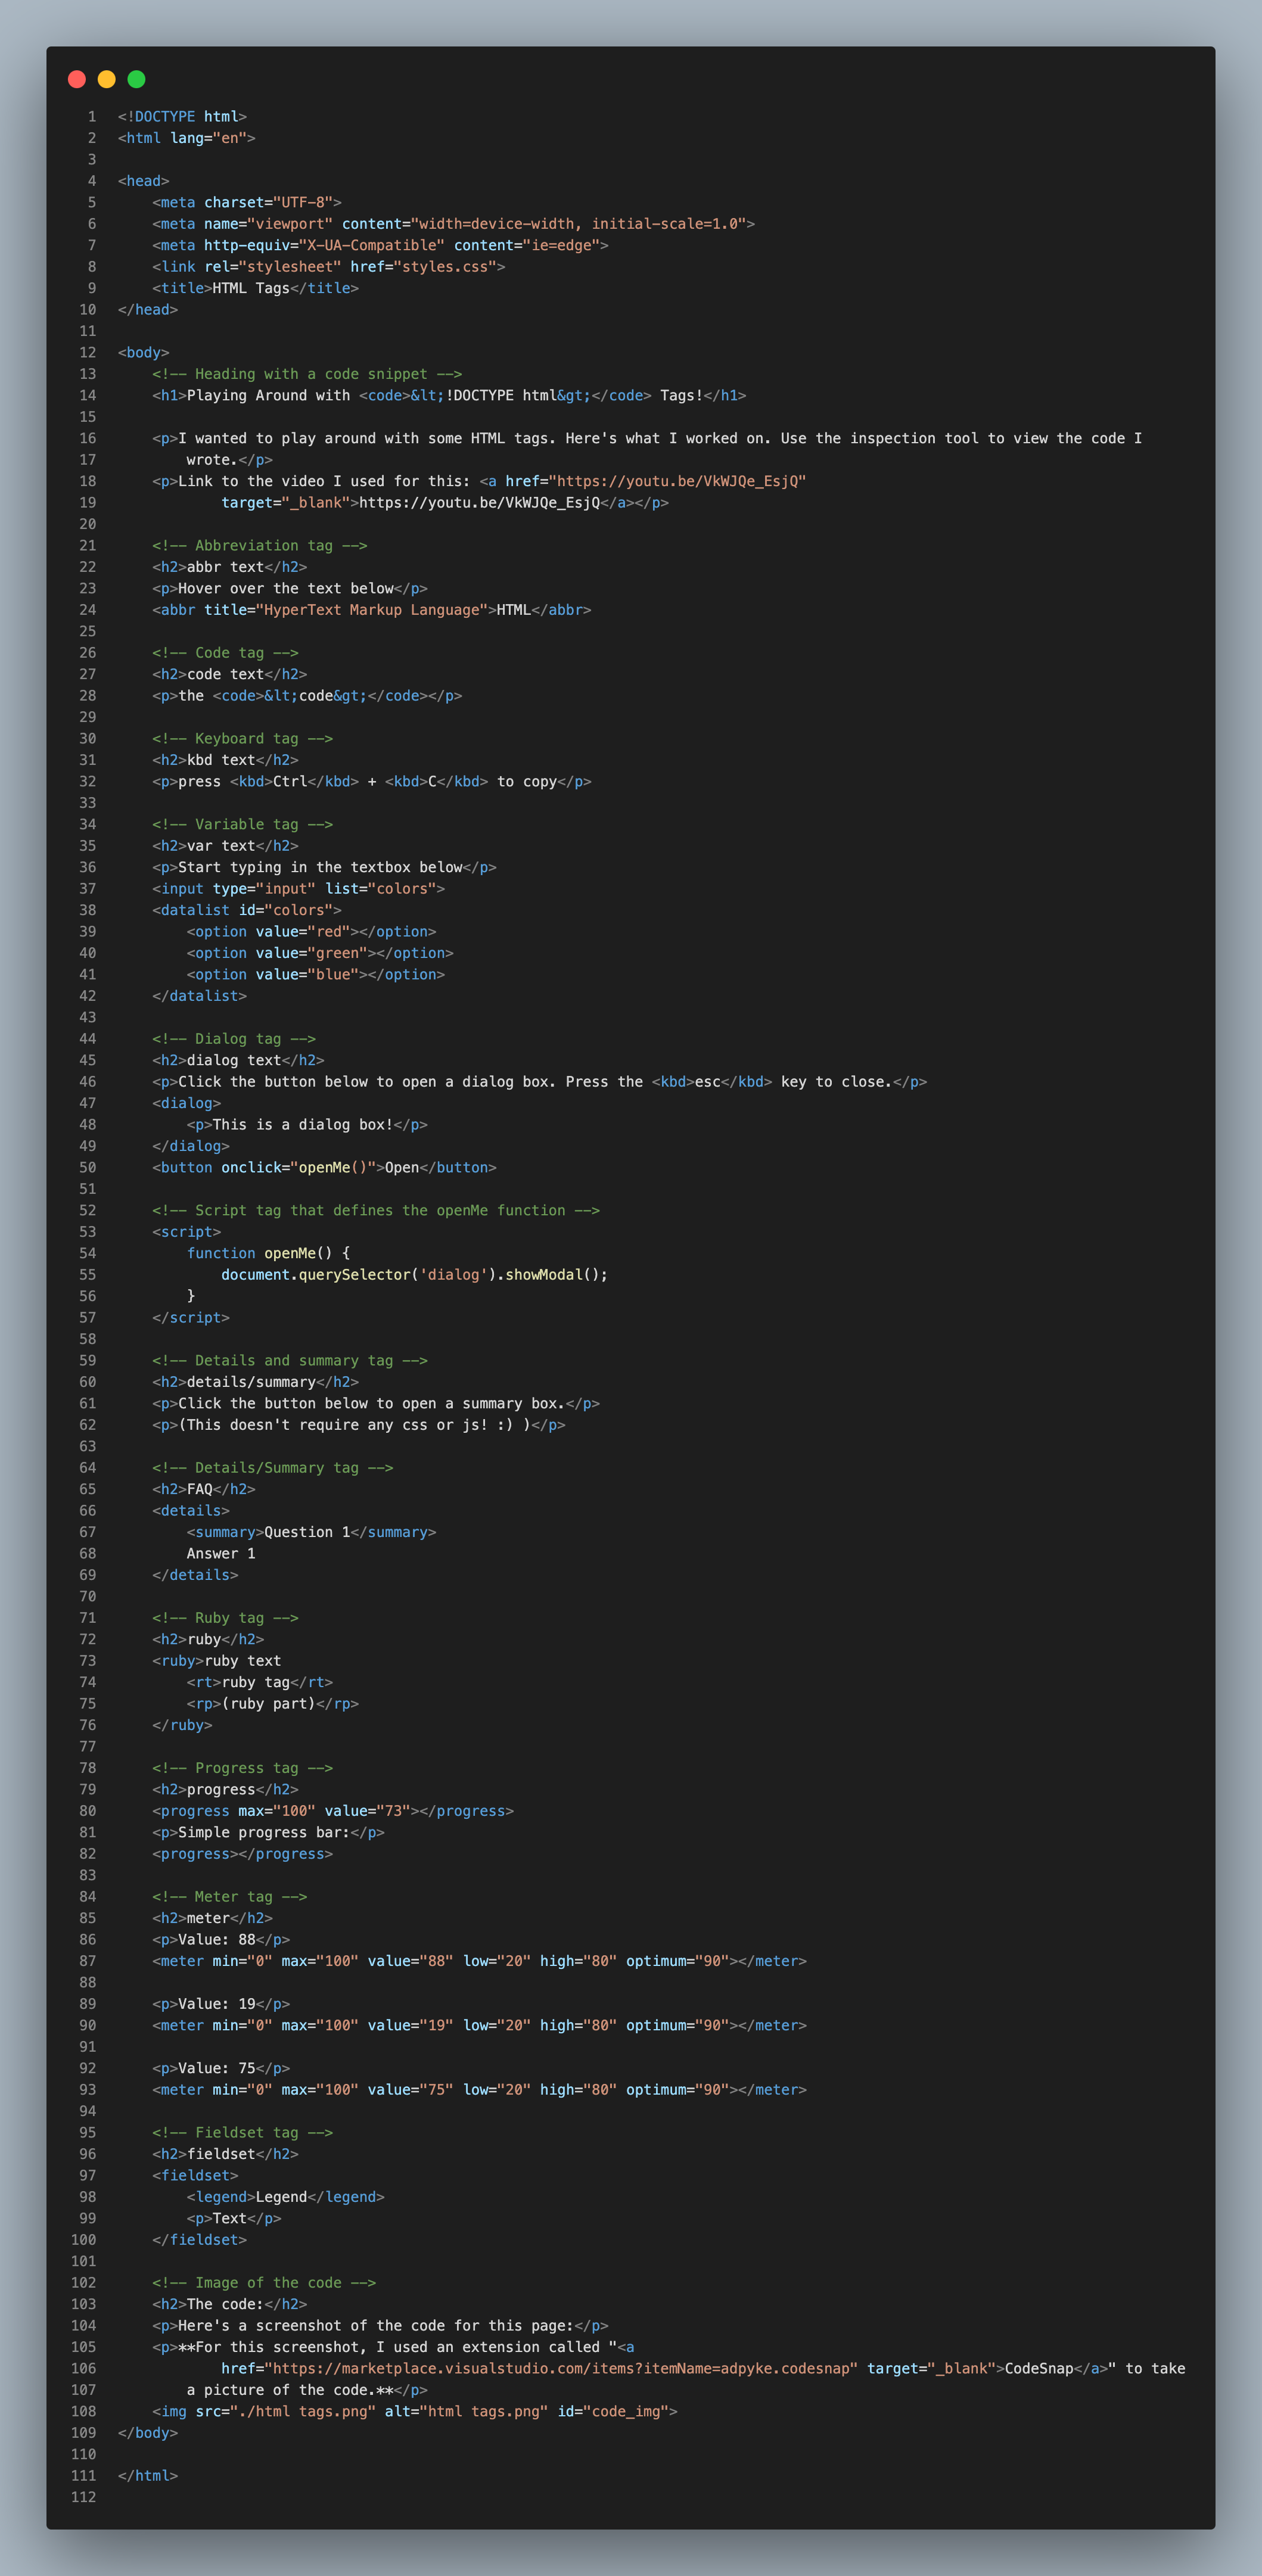 1 <!DOCTYPE html>
2 <html lang="en">
3
4 <head>
5     <meta charset="UTF-8">
6     <meta name="viewport" content="width=device-width, initial-scale=1.0">
7     <meta http-equiv="X-UA-Compatible" content="ie=edge">
8     <link rel="stylesheet" href="styles.css">
9     <title>HTML Tags</title>
10 </head>
11
12 <body>
13     <!-- Heading with a code snippet -->
14     <h1>Playing Around with <code>&lt;!DOCTYPE html&gt;</code> Tags!</h1>
15
16     <p>I wanted to play around with some HTML tags. Here's what I worked on. Use the inspection tool to view the code I
17         wrote.</p>
18     <p>Link to the video I used for this: <a href="https://youtu.be/VkWJQe_EsjQ"
19             target="_blank">https://youtu.be/VkWJQe_EsjQ</a></p>
20
21     <!-- Abbreviation tag -->
22     <h2>abbr text</h2>
23     <p>Hover over the text below</p>
24     <abbr title="HyperText Markup Language">HTML</abbr>
25
26     <!-- Code tag -->
27     <h2>code text</h2>
28     <p>the <code>&lt;code&gt;</code></p>
29
30     <!-- Keyboard tag -->
31     <h2>kbd text</h2>
32     <p>press <kbd>Ctrl</kbd> + <kbd>C</kbd> to copy</p>
33
34     <!-- Variable tag -->
35     <h2>var text</h2>
36     <p>Start typing in the textbox below</p>
37     <input type="input" list="colors">
38     <datalist id="colors">
39         <option value="red"></option>
40         <option value="green"></option>
41         <option value="blue"></option>
42     </datalist>
43
44     <!-- Dialog tag -->
45     <h2>dialog text</h2>
46     <p>Click the button below to open a dialog box. Press the <kbd>esc</kbd> key to close.</p>
47     <dialog>
48         <p>This is a dialog box!</p>
49     </dialog>
50     <button onclick="openMe()">Open</button>
51
52     <!-- Script tag that defines the openMe function -->
53     <script>
54         function openMe() {
55             document.querySelector('dialog').showModal();
56         }
57     </script>
58
59     <!-- Details and summary tag -->
60     <h2>details/summary</h2>
61     <p>Click the button below to open a summary box.</p>
62     <p>(This doesn't require any css or js! :) )</p>
63
64     <!-- Details/Summary tag -->
65     <h2>FAQ</h2>
66     <details>
67         <summary>Question 1</summary>
68         Answer 1
69     </details>
70
71     <!-- Ruby tag -->
72     <h2>ruby</h2>
73     <ruby>ruby text
74         <rt>ruby tag</rt>
75         <rp>(ruby part)</rp>
76     </ruby>
77
78     <!-- Progress tag -->
79     <h2>progress</h2>
80     <progress max="100" value="73"></progress>
81     <p>Simple progress bar:</p>
82     <progress></progress>
83
84     <!-- Meter tag -->
85     <h2>meter</h2>
86     <p>Value: 88</p>
87     <meter min="0" max="100" value="88" low="20" high="80" optimum="90"></meter>
88
89     <p>Value: 19</p>
90     <meter min="0" max="100" value="19" low="20" high="80" optimum="90"></meter>
91
92     <p>Value: 75</p>
93     <meter min="0" max="100" value="75" low="20" high="80" optimum="90"></meter>
94
95     <!-- Fieldset tag -->
96     <h2>fieldset</h2>
97     <fieldset>
98         <legend>Legend</legend>
99         <p>Text</p>
100     </fieldset>
101
102     <!-- Image of the code -->
103     <h2>The code:</h2>
104     <p>Here's a screenshot of the code for this page:</p>
105     <p>**For this screenshot, I used an extension called "<a
106             href="https://marketplace.visualstudio.com/items?itemName=adpyke.codesnap" target="_blank">CodeSnap</a>" to take
107         a picture of the code.**</p>
108     <img src="./html tags.png" alt="html tags.png" id="code_img">
109 </body>
110
111 </html>
112